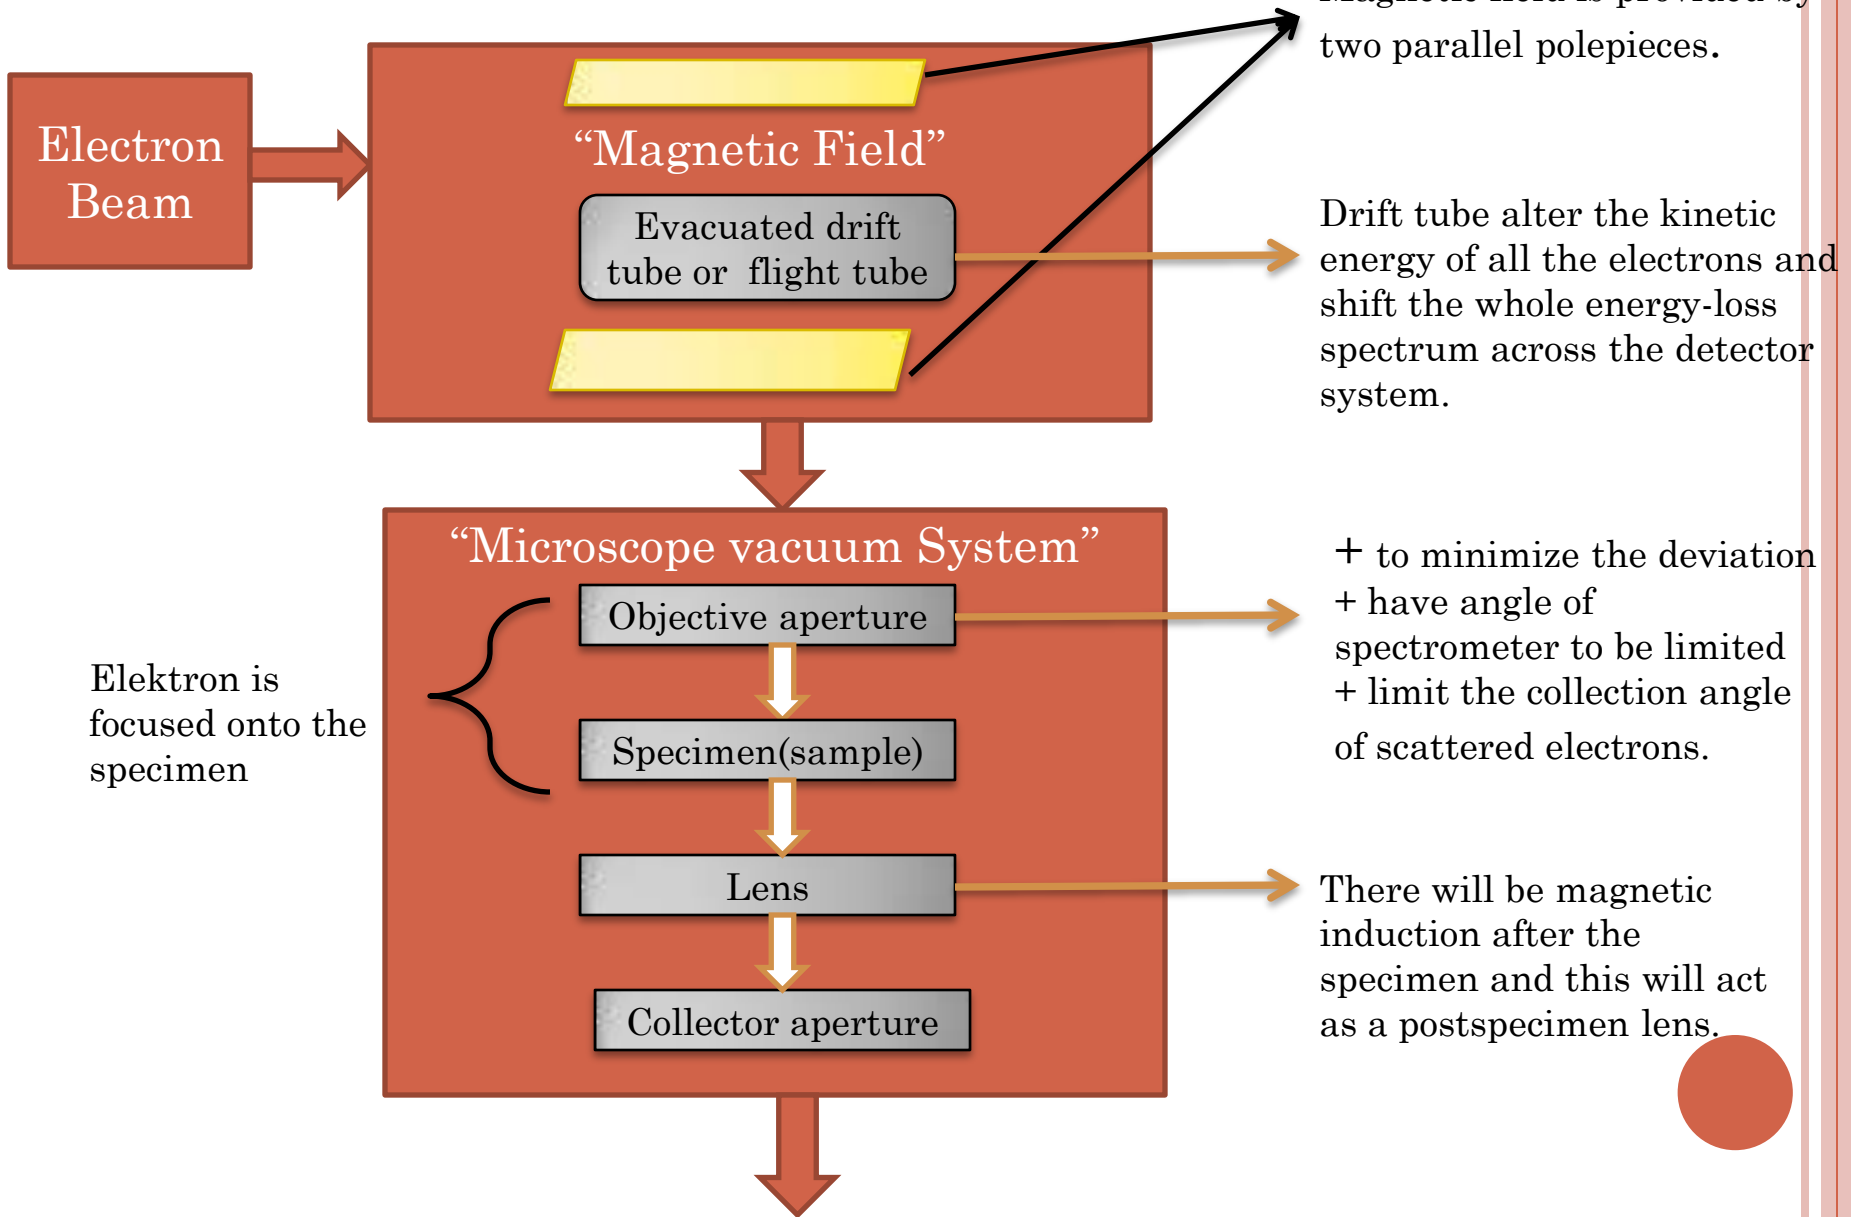 two parallel polepieces.
Electron
Beam
“Magnetic Field”
Evacuated drift
tube or flight tube
Drift tube alter the kinetic
energy of all the electrons and
shift the whole energy-loss
spectrum across the detector
system.
“Microscope vacuum System”
Objective aperture
+ to minimize the deviation
+ have angle of
spectrometer to be limited
+ limit the collection angle
of scattered electrons.
Elektron is
focused onto the
specimen
Specimen(sample)
Lens
There will be magnetic
induction after the
specimen and this will act
as a postspecimen lens.
Collector aperture